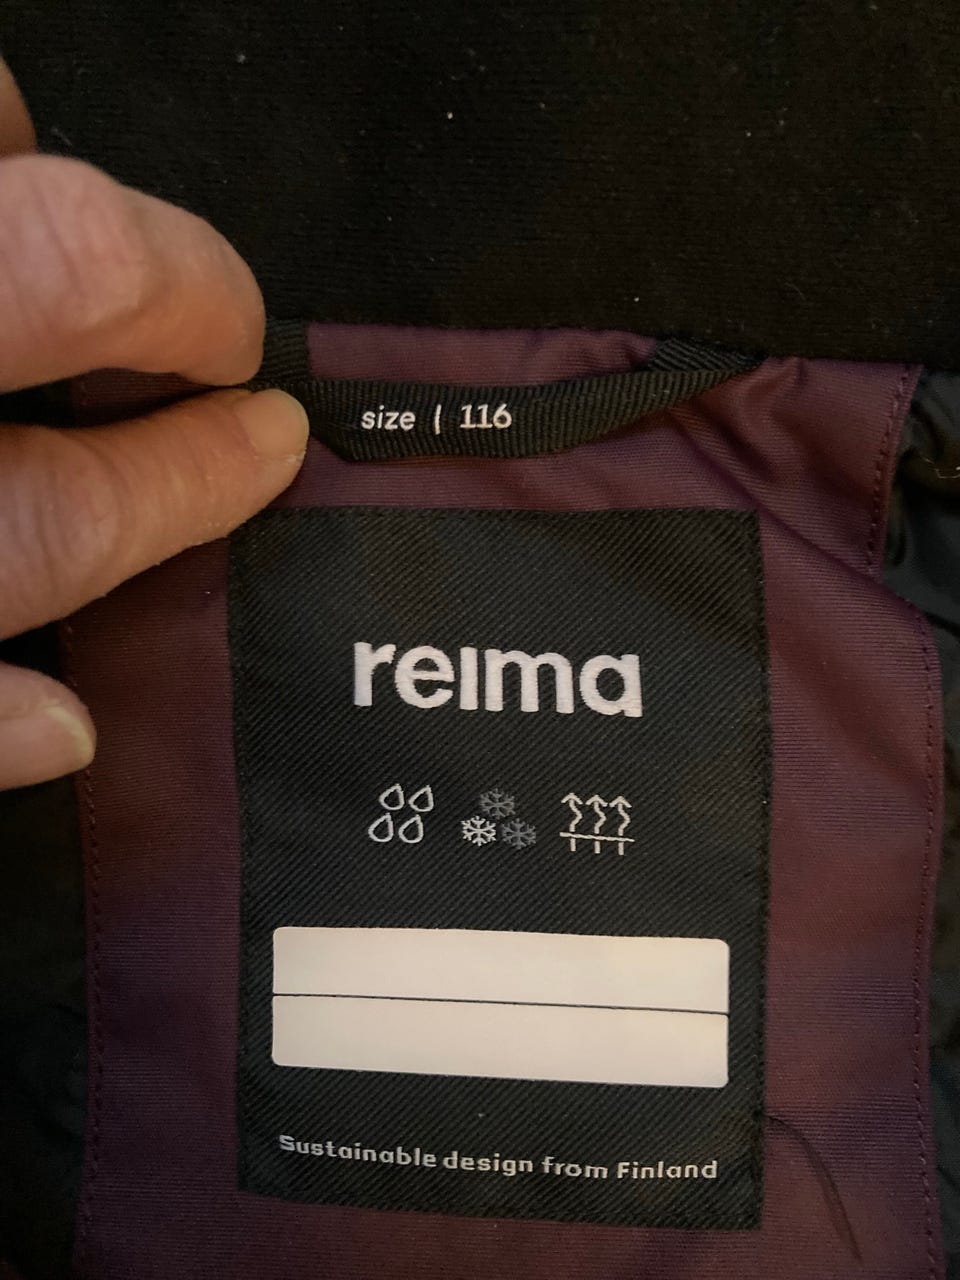 size | 116
reima
Sustainable design from Finland